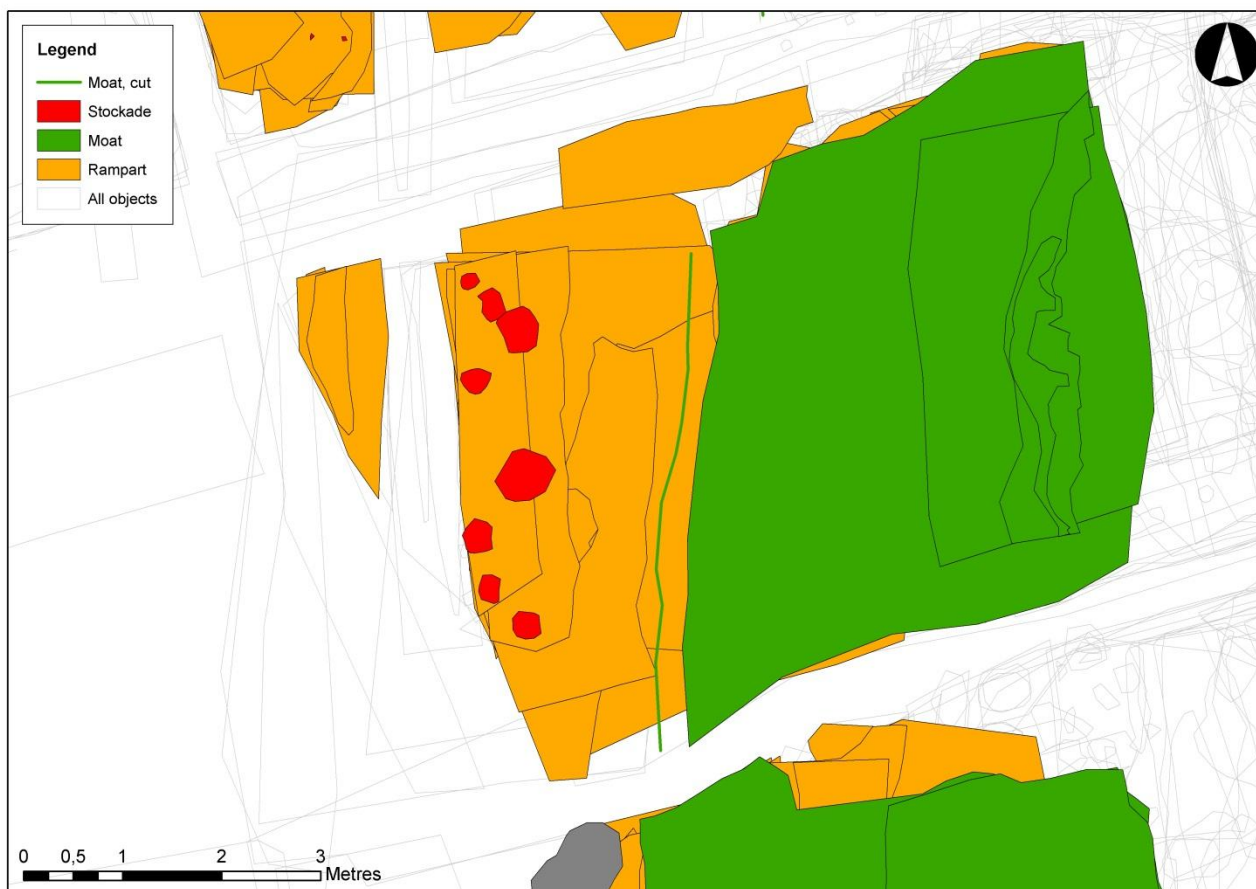 Legend
Moat, cut
Stockade
Moat
Rampart
All objects
0 0,5 1 2 3
Metres